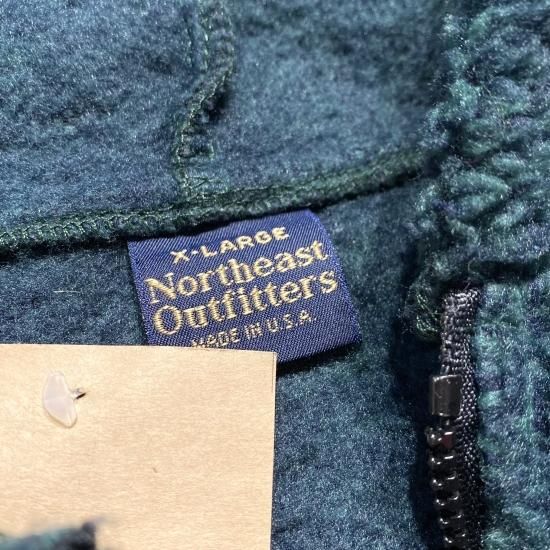 X-LARGE
Northeast
Outfitters
MADE IN U.S.A.